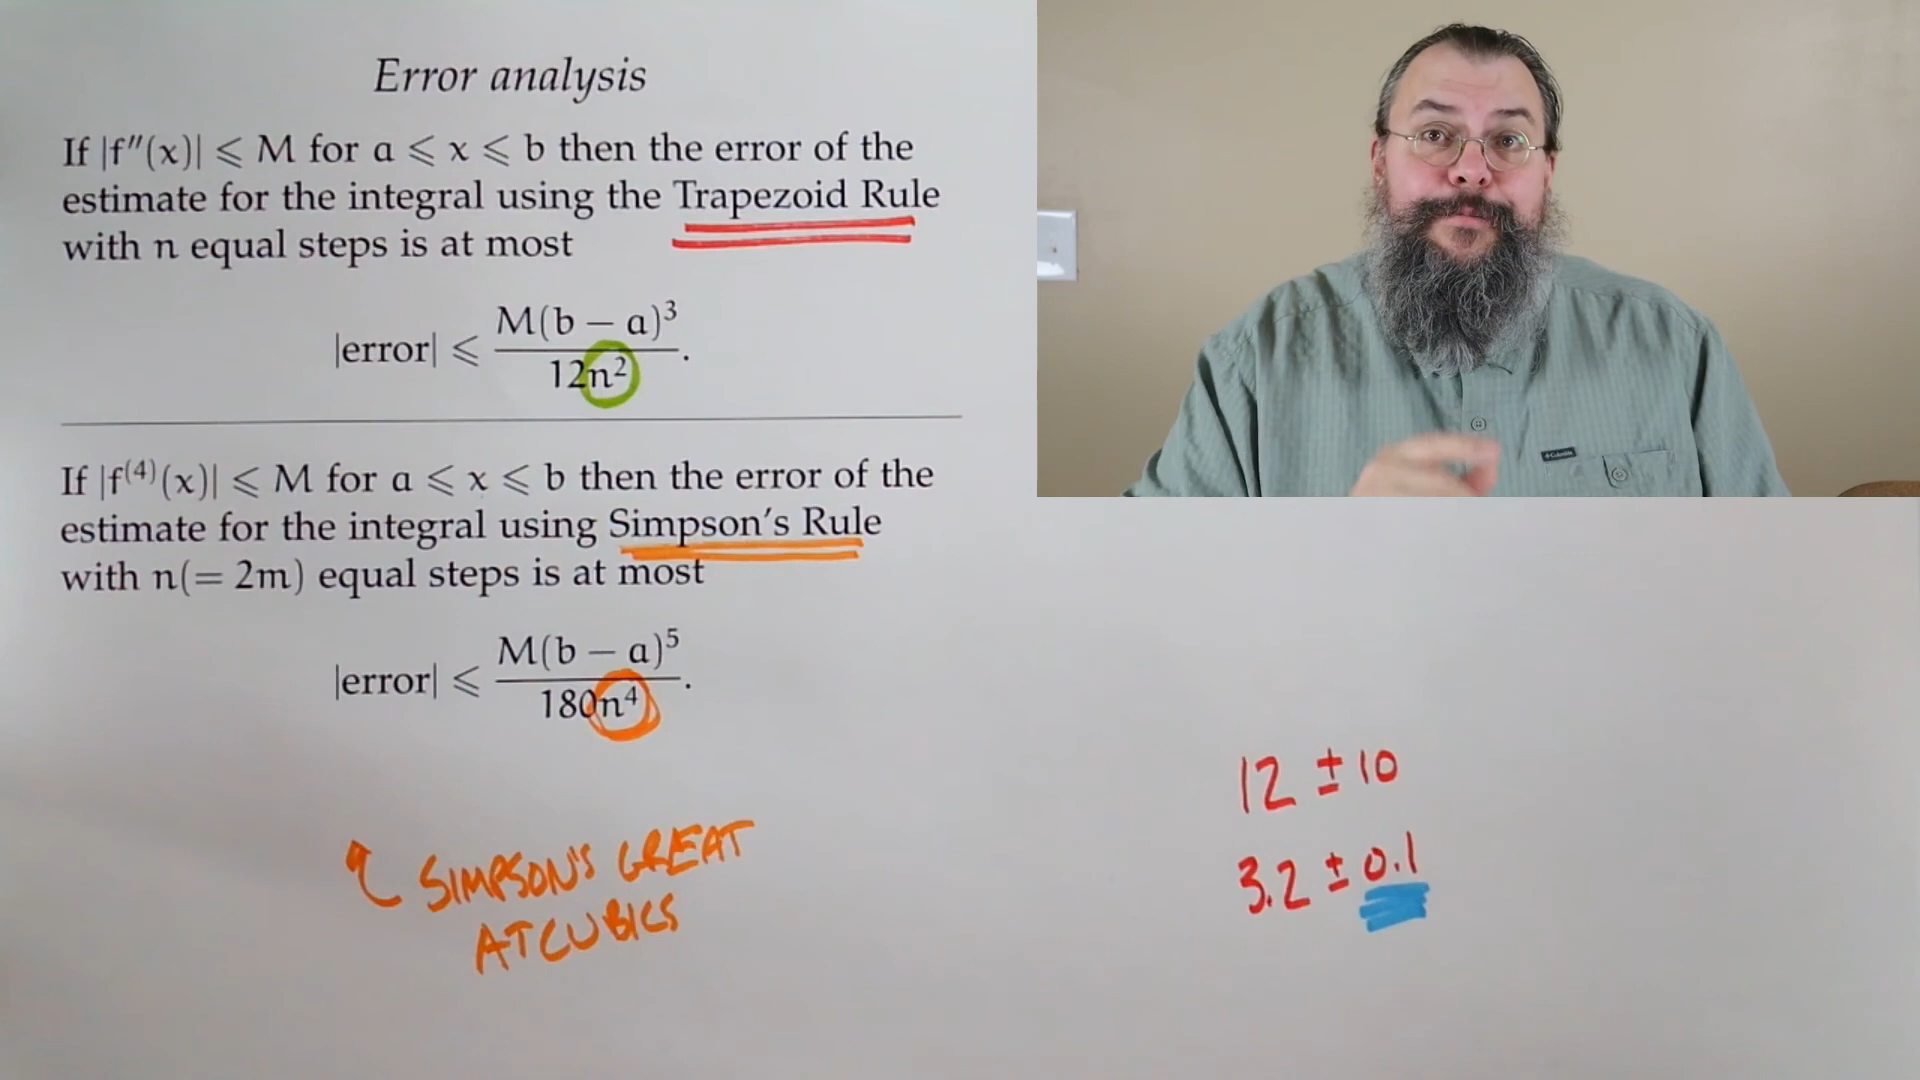 Error analysis
If |f″(x)| ⩽ M for a ⩽ x ⩽ b then the error of the
estimate for the integral using the Trapezoid Rule
with n equal steps is at most
|error| ⩽ M(b − a)³ / 12n².
If |f⁽⁴⁾(x)| ⩽ M for a ⩽ x ⩽ b then the error of the
estimate for the integral using Simpson's Rule
with n(= 2m) equal steps is at most
|error| ⩽ M(b − a)⁵ / 180n⁴.
SIMPSON'S GREAT
AT CUBICS
12 ± 10
3.2 ± 0.1
Columbia